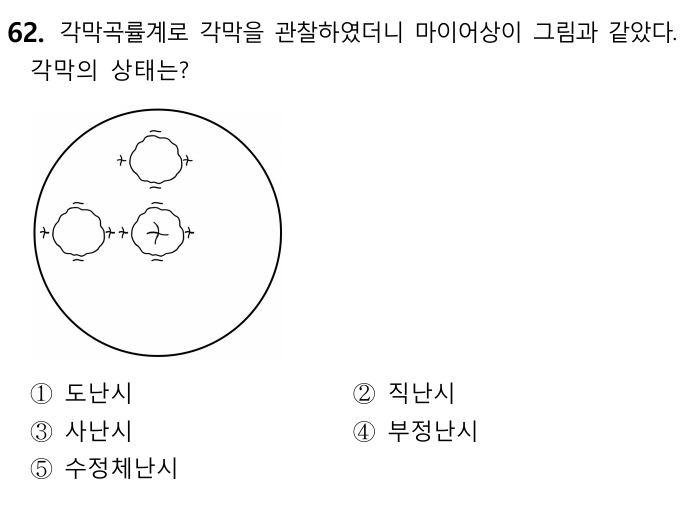 62. 각막곡률계로 각막을 관찰하였더니 마이어상이 그림과 같았다.
각막의 상태는?
① 도난시
② 직난시
③ 사난시
④ 부정난시
⑤ 수정체난시